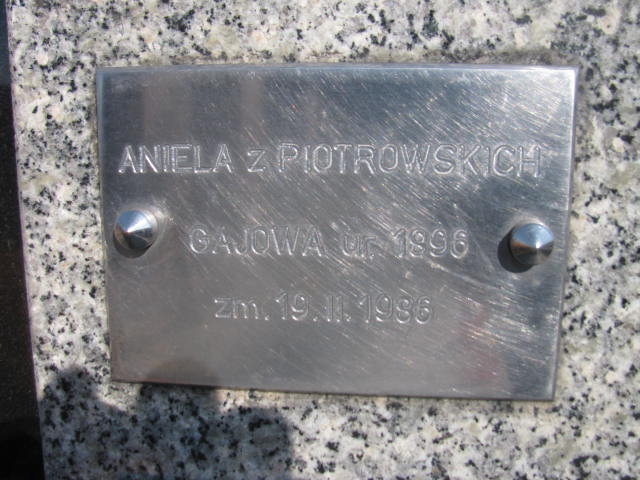 ANIELA z PIOTROWSKICH
GAJOWA ur. 1896
zm. 19.II.1986